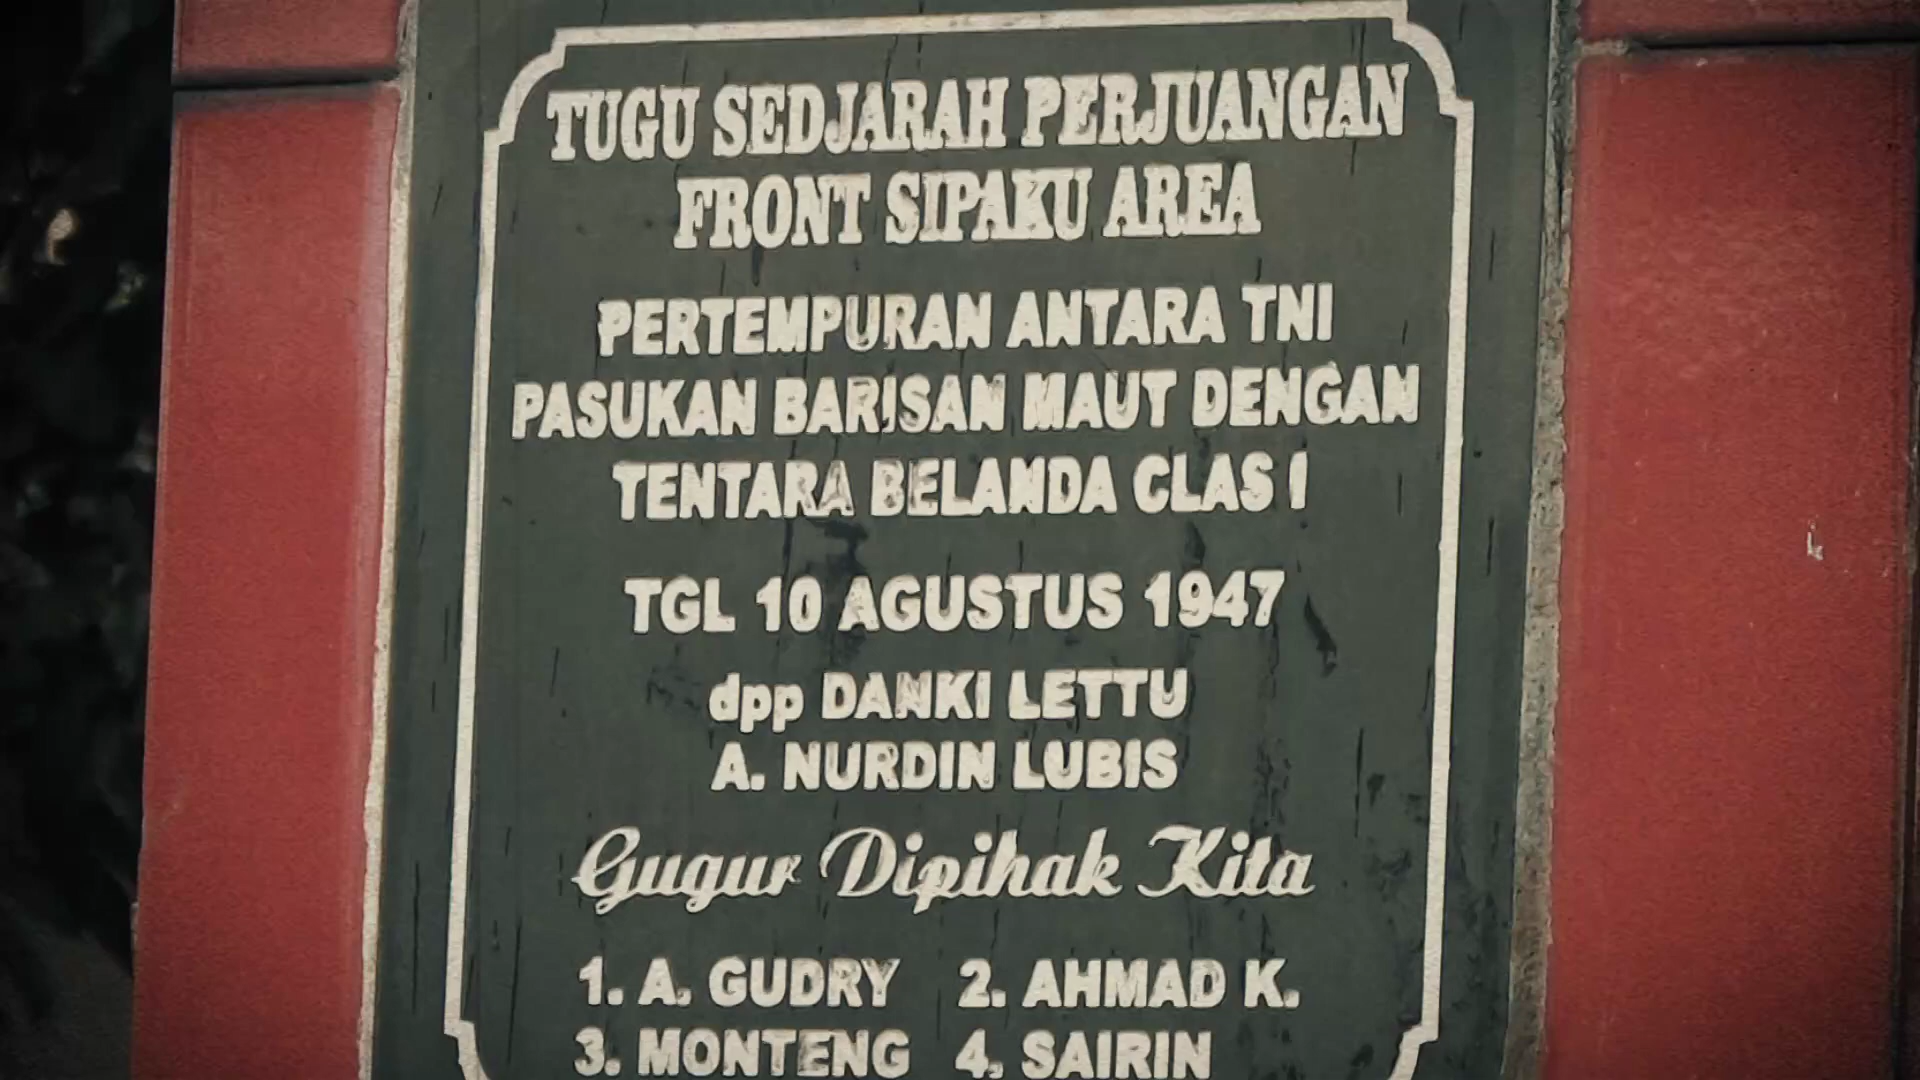 TUGU SEDJARAH PERJUANGAN
FRONT SIPAKU AREA
PERTEMPURAN ANTARA TNI
PASUKAN BARISAN MAUT DENGAN
TENTARA BELANDA CLAS I
TGL 10 AGUSTUS 1947
dpp DANKI LETTU
A. NURDIN LUBIS
Gugur Dipihak Kita
1. A. GUDRY 2. AHMAD K.
3. MONTENG 4. SAIRIN